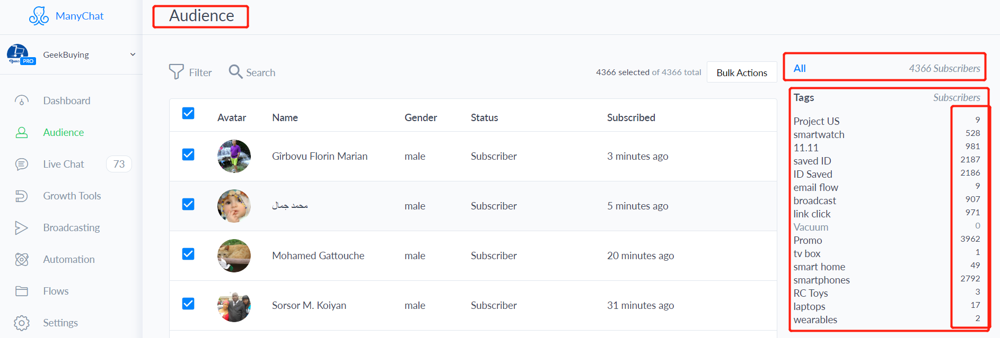 ManyChat
GeekBuying
PRO
Dashboard
Audience
Live Chat 73
Growth Tools
Broadcasting
Automation
Flows
Settings
Audience
Filter Search 4366 selected of 4366 total Bulk Actions
Avatar Name Gender Status Subscribed
Gîrbovu Florin Marian male Subscriber 3 minutes ago
محمد جمال male Subscriber 5 minutes ago
Mohamed Gattouche male Subscriber 20 minutes ago
Sorsor M. Koiyan male Subscriber 31 minutes ago
All 4366 Subscribers
Tags Subscribers
Project US 9
smartwatch 528
11.11 981
saved ID 2187
ID Saved 2186
email flow 9
broadcast 907
link click 971
Vacuum 0
Promo 3962
tv box 1
smart home 49
smartphones 2792
RC Toys 3
laptops 17
wearables 2